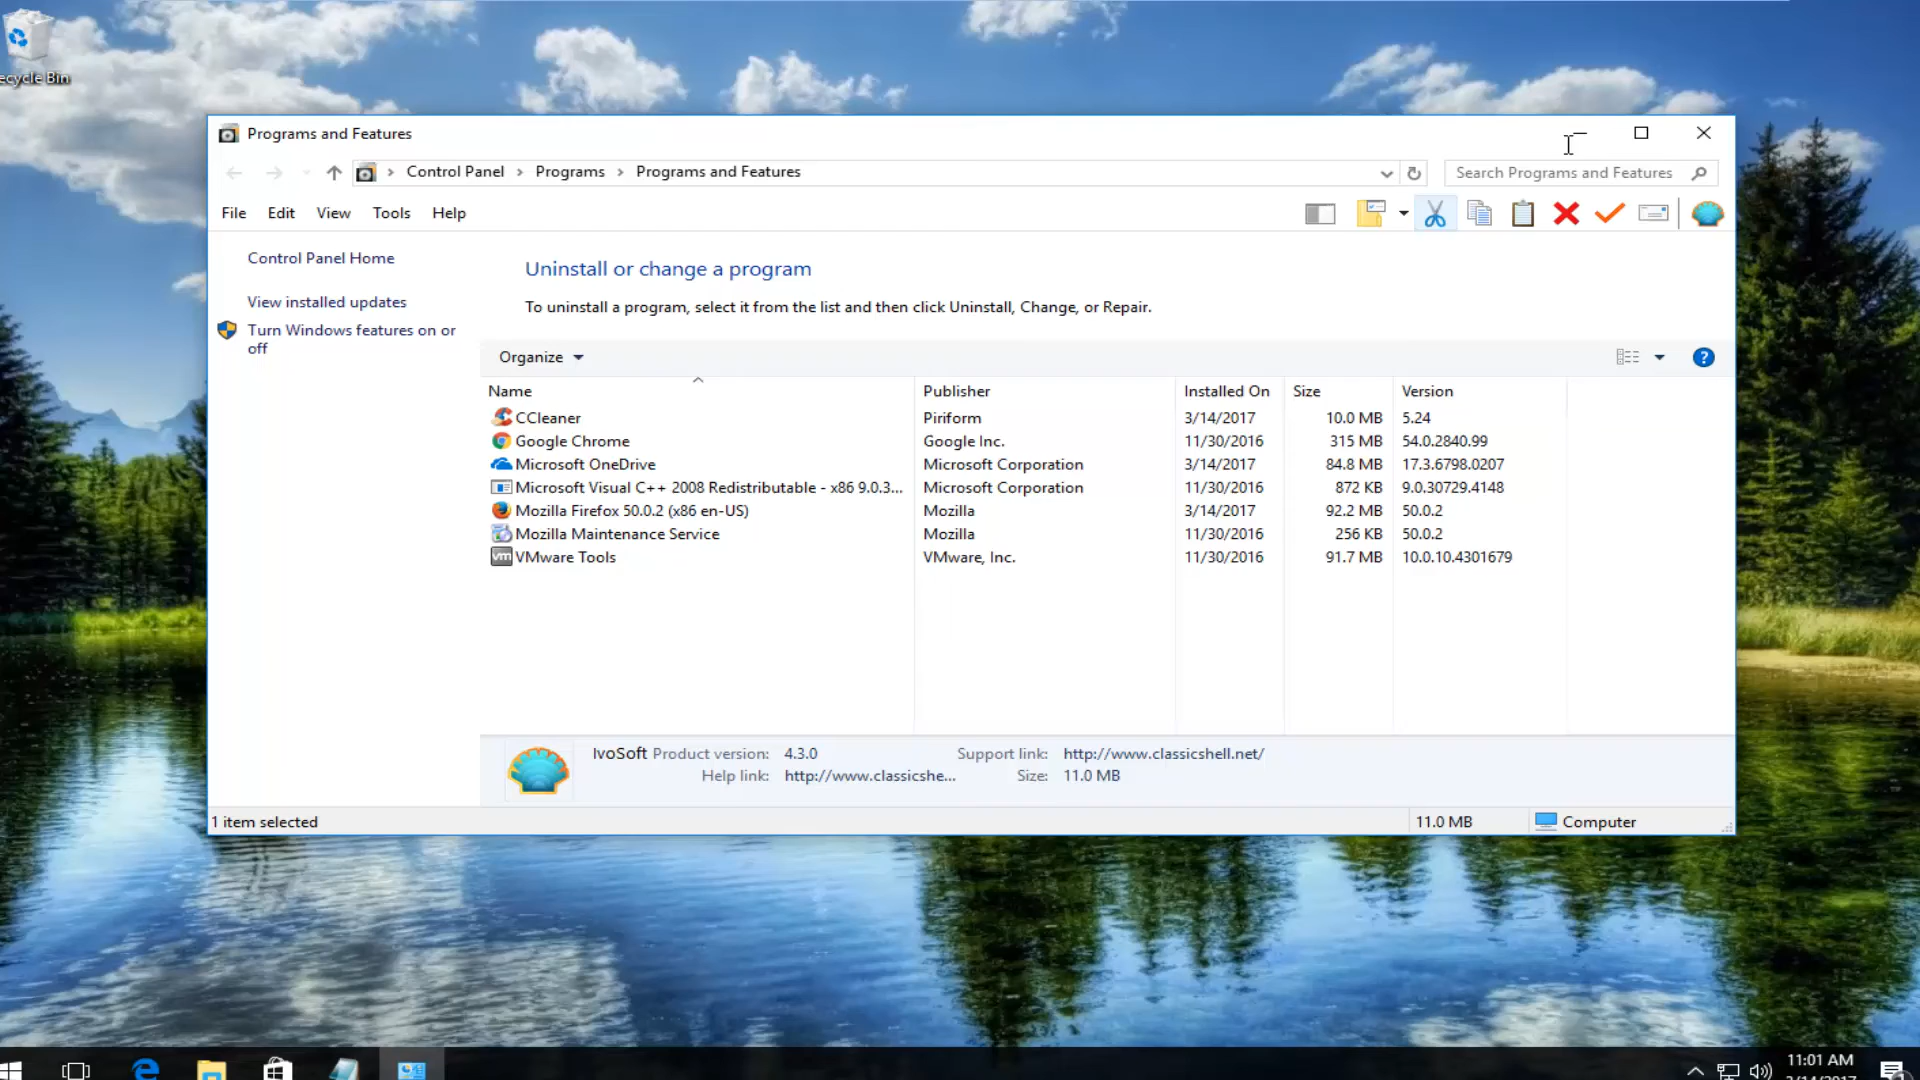 ecycle Bin
Programs and Features
Control Panel > Programs > Programs and Features
Search Programs and Features
File Edit View Tools Help
Control Panel Home
View installed updates
Turn Windows features on or
off
Uninstall or change a program
To uninstall a program, select it from the list and then click Uninstall, Change, or Repair.
Organize
Name Publisher Installed On Size Version
CCleaner Piriform 3/14/2017 10.0 MB 5.24
Google Chrome Google Inc. 11/30/2016 315 MB 54.0.2840.99
Microsoft OneDrive Microsoft Corporation 3/14/2017 84.8 MB 17.3.6798.0207
Microsoft Visual C++ 2008 Redistributable - x86 9.0.3... Microsoft Corporation 11/30/2016 872 KB 9.0.30729.4148
Mozilla Firefox 50.0.2 (x86 en-US) Mozilla 3/14/2017 92.2 MB 50.0.2
Mozilla Maintenance Service Mozilla 11/30/2016 256 KB 50.0.2
vm VMware Tools VMware, Inc. 11/30/2016 91.7 MB 10.0.10.4301679
IvoSoft Product version: 4.3.0 Support link: http://www.classicshell.net/
Help link: http://www.classicshe... Size: 11.0 MB
1 item selected 11.0 MB Computer
11:01 AM